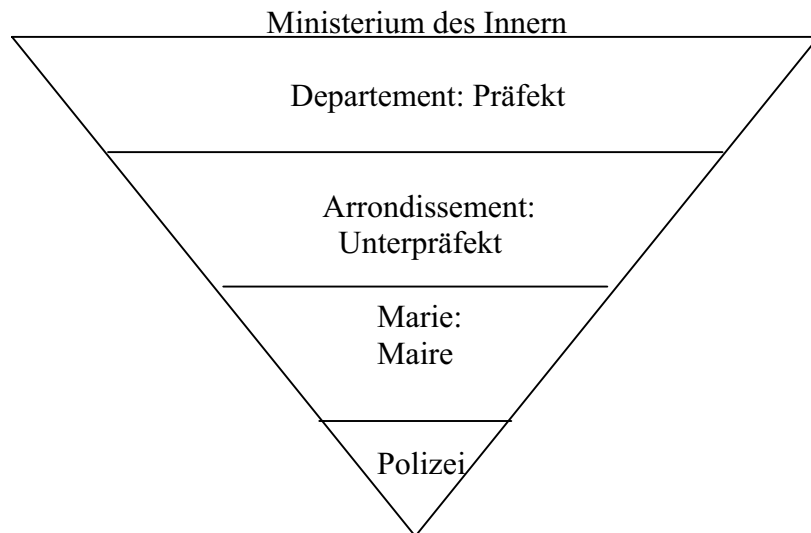 Ministerium des Innern
Departement: Präfekt
Arrondissement:
Unterpräfekt
Marie:
Maire
Polizei